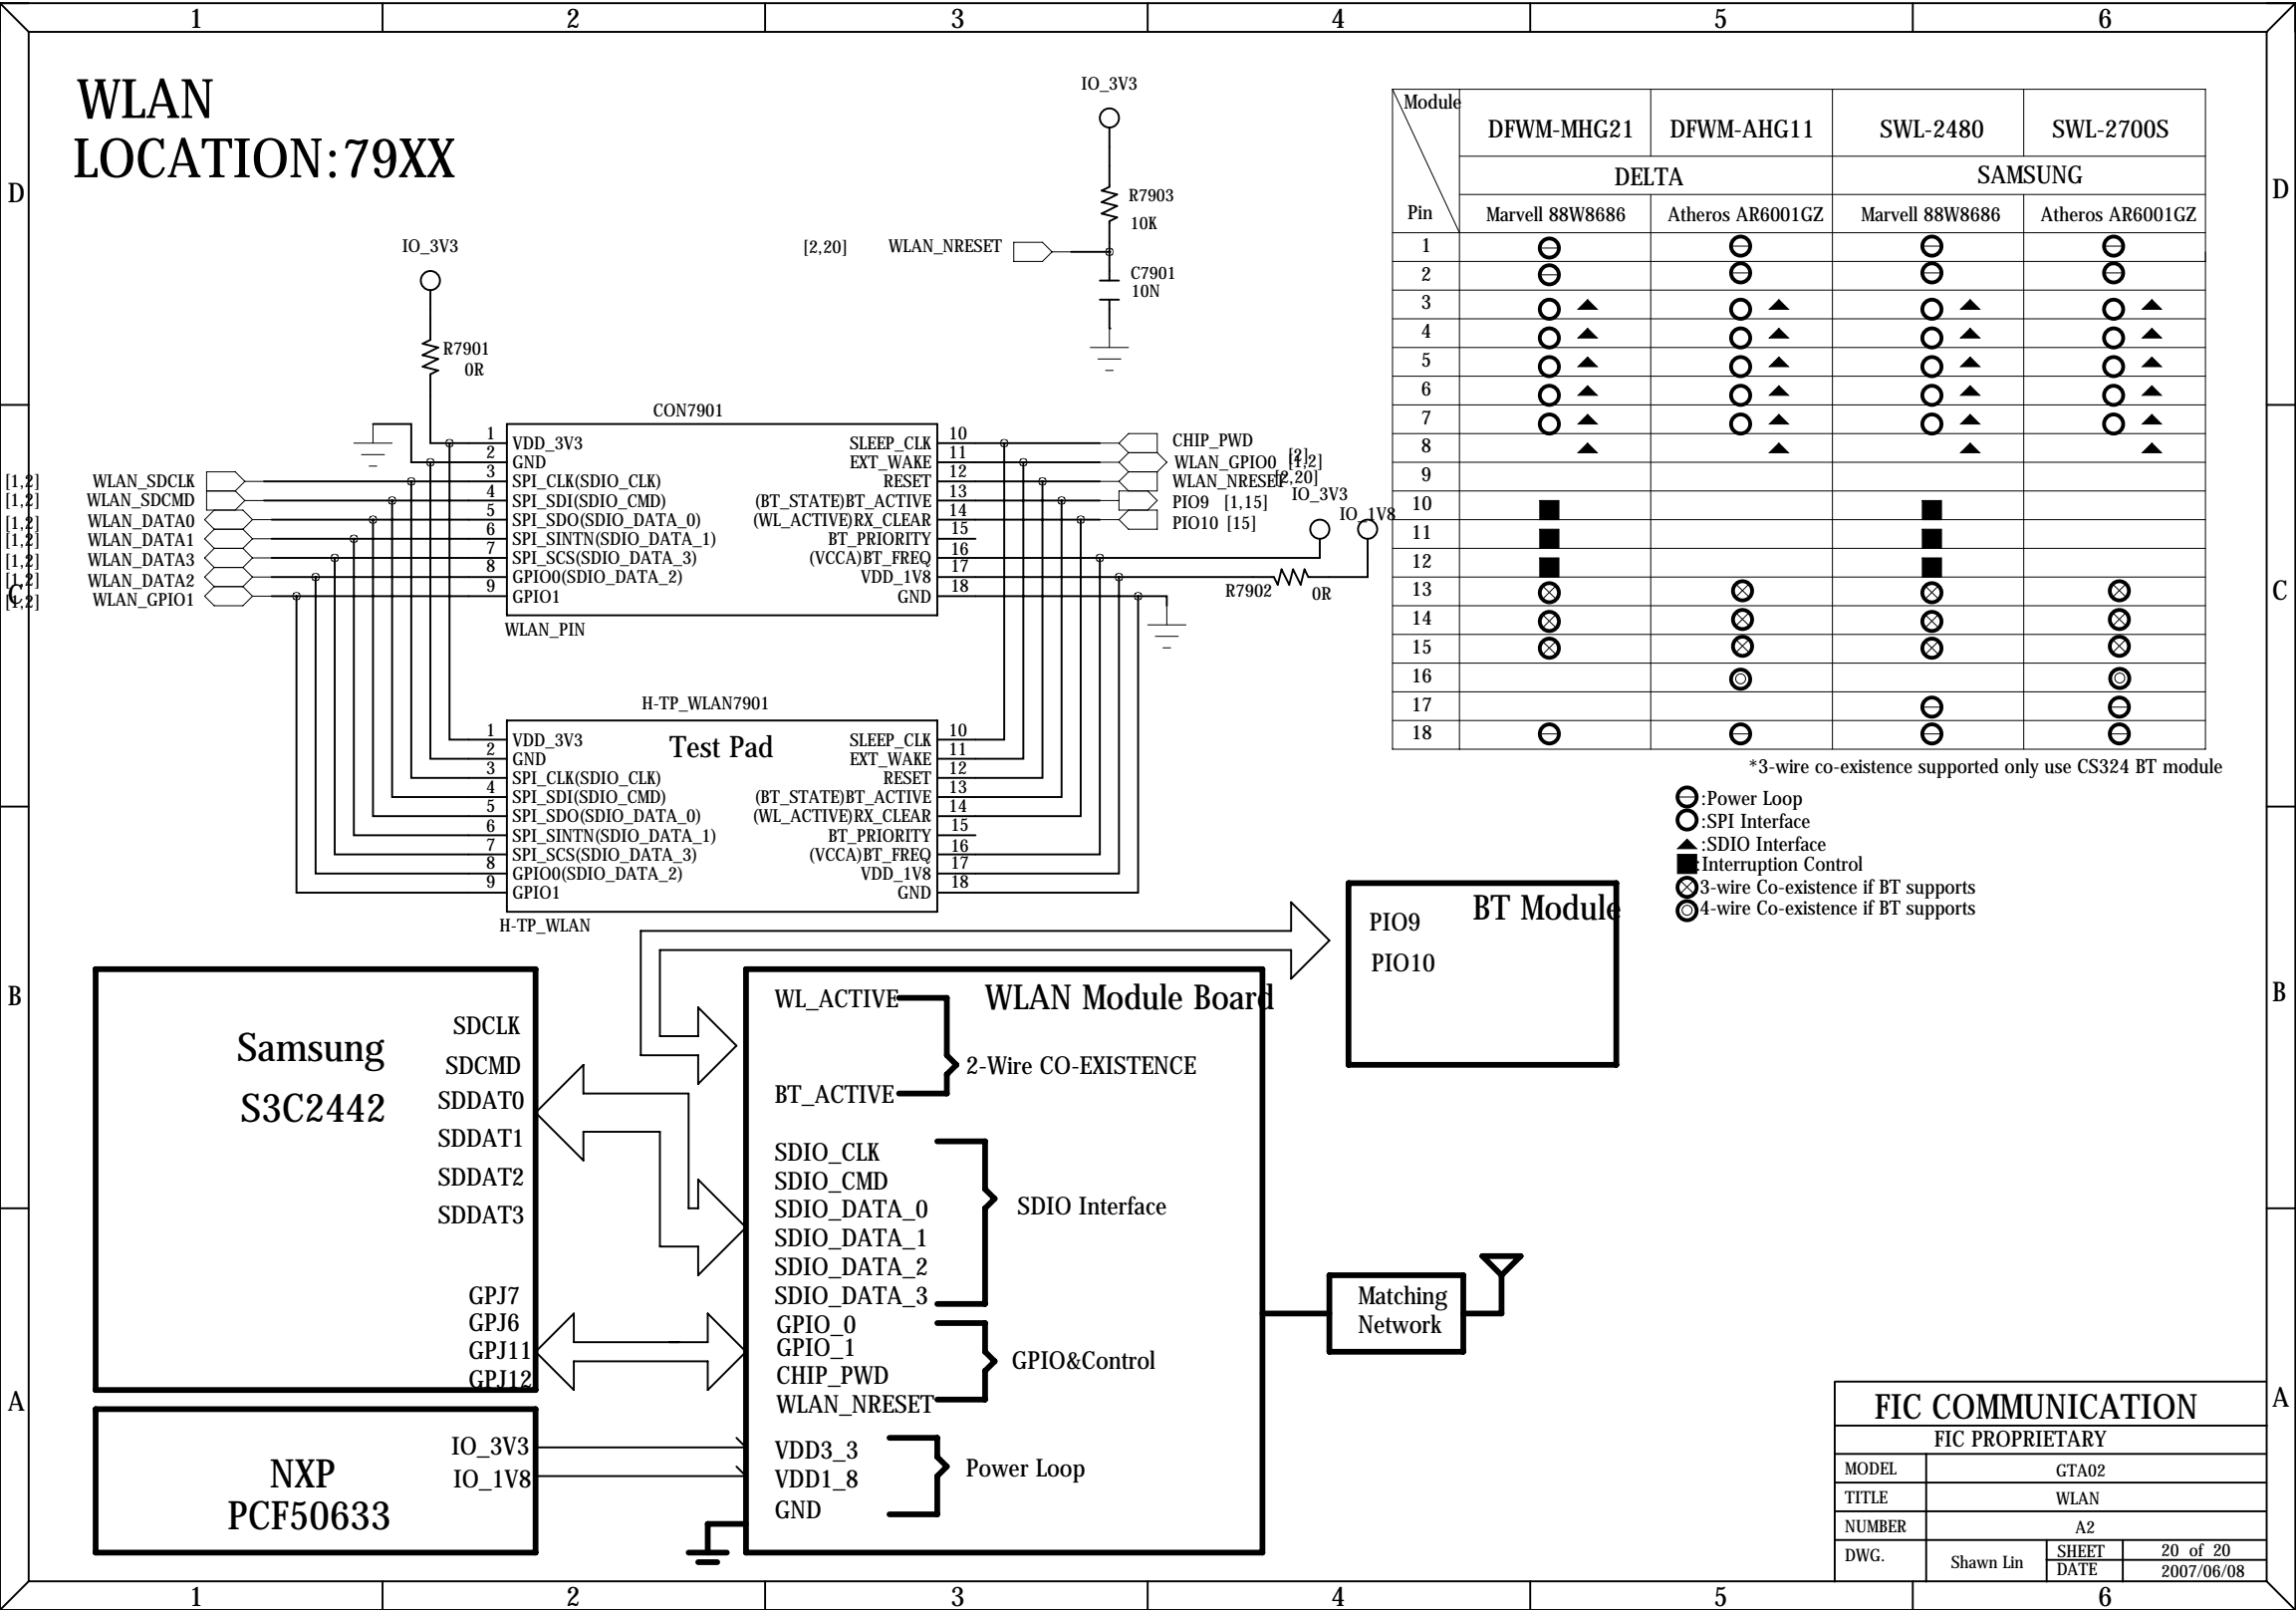 1 2 3 4 5 6
D
C
B
A
WLAN
LOCATION:79XX
IO_3V3
R7903
10K
[2,20] WLAN_NRESET
C7901
10N
IO_3V3
R7901
0R
CON7901
1 VDD_3V3
2 GND
3 SPI_CLK(SDIO_CLK)
4 SPI_SDI(SDIO_CMD)
5 SPI_SDO(SDIO_DATA_0)
6 SPI_SINTN(SDIO_DATA_1)
7 SPI_SCS(SDIO_DATA_3)
8 GPIO0(SDIO_DATA_2)
9 GPIO1
SLEEP_CLK 10
EXT_WAKE 11
RESET 12
(BT_STATE)BT_ACTIVE 13
(WL_ACTIVE)RX_CLEAR 14
BT_PRIORITY 15
(VCCA)BT_FREQ 16
VDD_1V8 17
GND 18
WLAN_PIN
[1,2] WLAN_SDCLK
[1,2] WLAN_SDCMD
[1,2] WLAN_DATA0
[1,2] WLAN_DATA1
[1,2] WLAN_DATA3
[1,2] WLAN_DATA2
[1,2] WLAN_GPIO1
CHIP_PWD [2]
WLAN_GPIO0 [1,2]
WLAN_NRESET [2,20]
PIO9 [1,15]
PIO10 [15]
IO_3V3
IO_1V8
R7902 0R
H-TP_WLAN7901
Test Pad
1 VDD_3V3
2 GND
3 SPI_CLK(SDIO_CLK)
4 SPI_SDI(SDIO_CMD)
5 SPI_SDO(SDIO_DATA_0)
6 SPI_SINTN(SDIO_DATA_1)
7 SPI_SCS(SDIO_DATA_3)
8 GPIO0(SDIO_DATA_2)
9 GPIO1
SLEEP_CLK 10
EXT_WAKE 11
RESET 12
(BT_STATE)BT_ACTIVE 13
(WL_ACTIVE)RX_CLEAR 14
BT_PRIORITY 15
(VCCA)BT_FREQ 16
VDD_1V8 17
GND 18
H-TP_WLAN
Module
Pin
DFWM-MHG21 DFWM-AHG11 SWL-2480 SWL-2700S
DELTA SAMSUNG
Marvell 88W8686 Atheros AR6001GZ Marvell 88W8686 Atheros AR6001GZ
1
2
3
4
5
6
7
8
9
10
11
12
13
14
15
16
17
18
*3-wire co-existence supported only use CS324 BT module
:Power Loop
:SPI Interface
:SDIO Interface
:Interruption Control
3-wire Co-existence if BT supports
4-wire Co-existence if BT supports
BT Module
PIO9
PIO10
Samsung
S3C2442
SDCLK
SDCMD
SDDAT0
SDDAT1
SDDAT2
SDDAT3
GPJ7
GPJ6
GPJ11
GPJ12
NXP
PCF50633
IO_3V3
IO_1V8
WLAN Module Board
WL_ACTIVE
2-Wire CO-EXISTENCE
BT_ACTIVE
SDIO_CLK
SDIO_CMD
SDIO_DATA_0
SDIO_DATA_1
SDIO_DATA_2
SDIO_DATA_3
SDIO Interface
GPIO_0
GPIO_1
CHIP_PWD
WLAN_NRESET
GPIO&Control
VDD3_3
VDD1_8
GND
Power Loop
Matching
Network
FIC COMMUNICATION
FIC PROPRIETARY
MODEL GTA02
TITLE WLAN
NUMBER A2
DWG. Shawn Lin
SHEET 20 of 20
DATE 2007/06/08
D
C
B
A
1 2 3 4 5 6